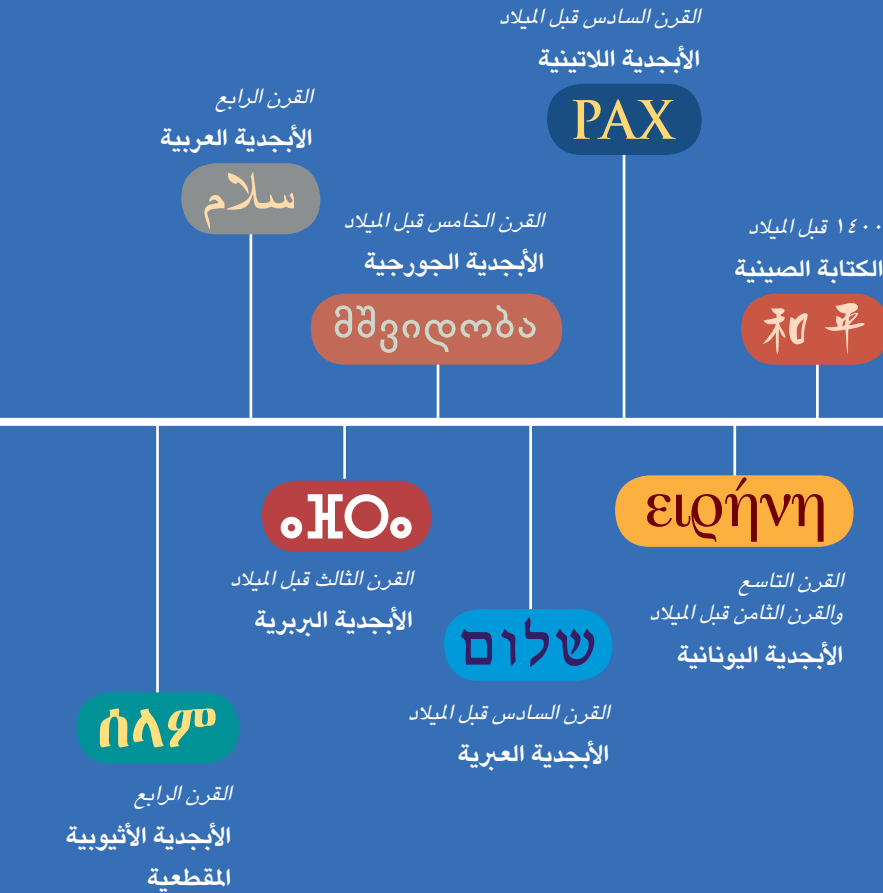 القرن السادس قبل الميلاد
الأبجدية اللاتينية
PAX
القرن الرابع
الأبجدية العربية
سلام
القرن الخامس قبل الميلاد
الأبجدية الجورجية
მშვიდობა
١٤٠٠ قبل الميلاد
الكتابة الصينية
和 平
ειρήνη
القرن التاسع
والقرن الثامن قبل الميلاد
الأبجدية اليونانية
שלום
القرن السادس قبل الميلاد
الأبجدية العبرية
ⴰⴼⵔⴰ
القرن الثالث قبل الميلاد
الأبجدية البربرية
ሰላም
القرن الرابع
الأبجدية الأثيوبية
المقطعية